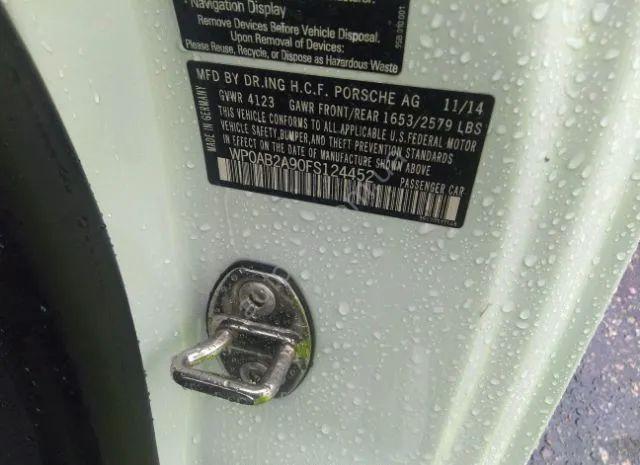 Navigation Display
Remove Devices Before Vehicle Disposal.
Upon Removal of Devices:
Please Reuse, Recycle, or Dispose as Hazardous Waste
MFD BY DR.ING H.C.F. PORSCHE AG 11/14
GVWR 4123 GAWR FRONT/REAR 1653/2579 LBS
THIS VEHICLE CONFORMS TO ALL APPLICABLE U.S.FEDERAL MOTOR
VEHICLE SAFETY,BUMPER,AND THEFT PREVENTION STANDARDS
IN EFFECT ON THE DATE OF MANUFACTURE SHOWN ABOVE
WP0AB2A90FS124452
PASSENGER CAR
MADE IN GERMANY